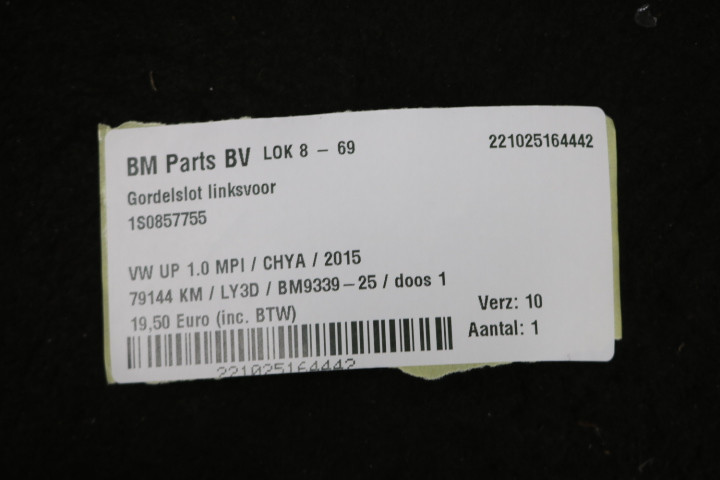 BM Parts BV LOK 8 - 69 221025164442
Gordelslot linksvoor
1S0857755
VW UP 1.0 MPI / CHYA / 2015
79144 KM / LY3D / BM9339-25 / doos 1
19,50 Euro (inc. BTW)
Verz: 10
Aantal: 1
221025164442